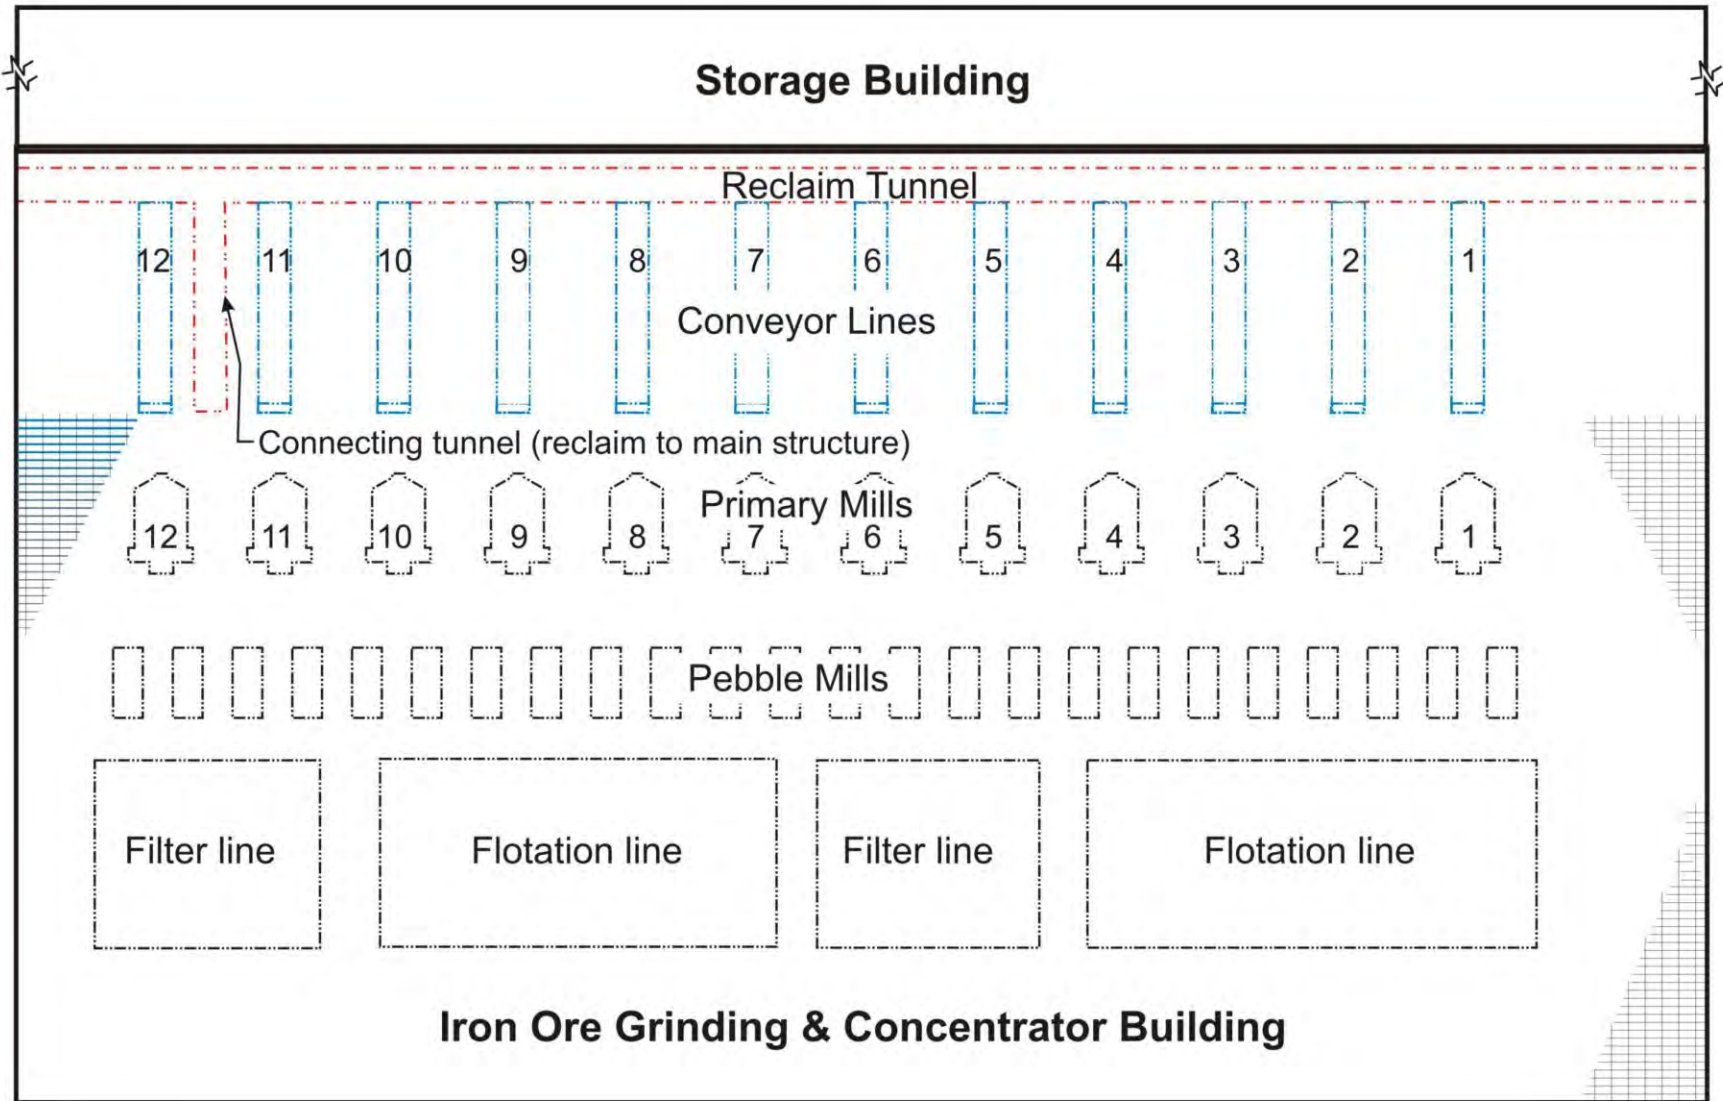 Storage Building
Reclaim Tunnel
12 11 10 9 8 7 6 5 4 3 2 1
Conveyor Lines
Connecting tunnel (reclaim to main structure)
Primary Mills
12 11 10 9 8 7 6 5 4 3 2 1
Pebble Mills
Filter line Flotation line Filter line Flotation line
Iron Ore Grinding & Concentrator Building